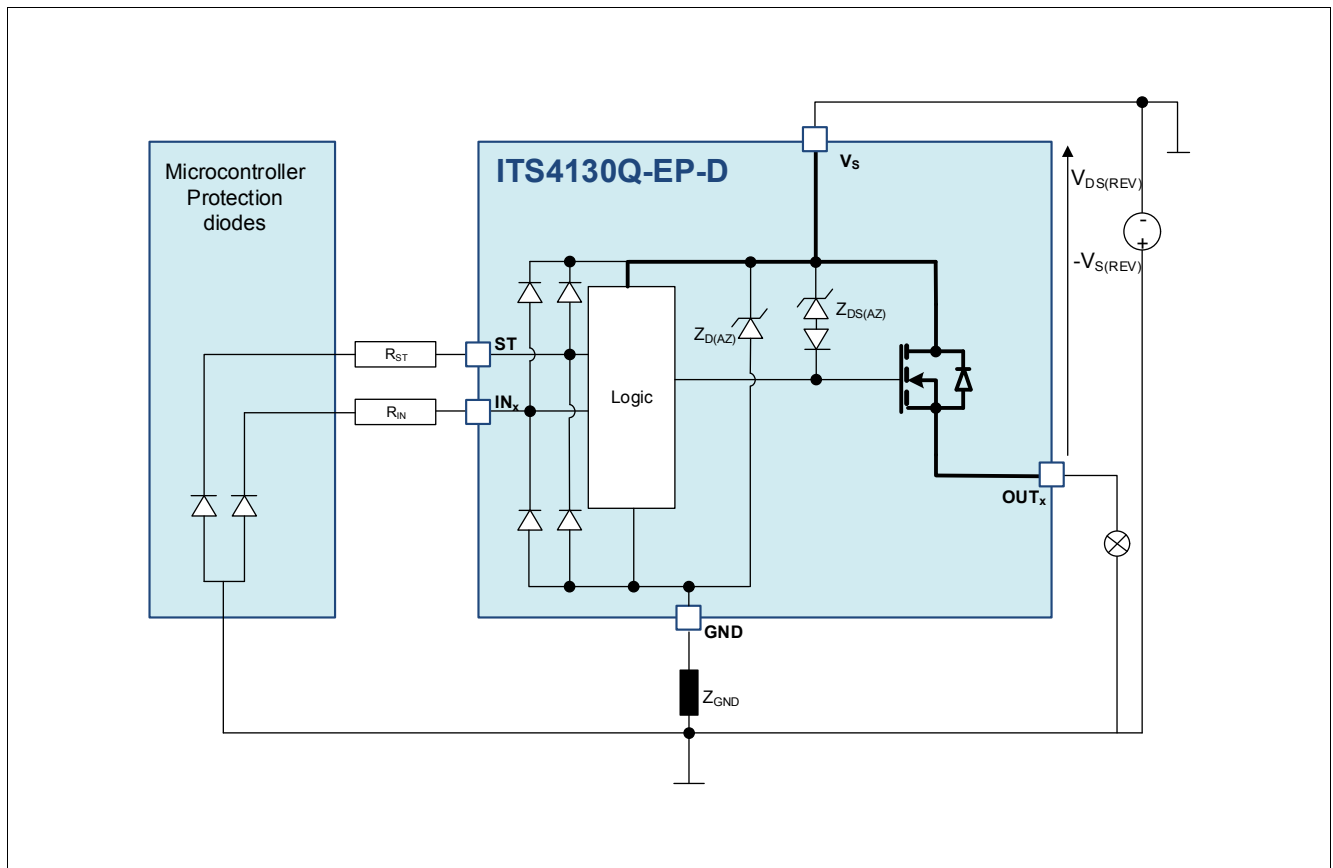 Microcontroller
Protection
diodes
ITS4130Q-EP-D
VS
VDS(REV)
-
+
-VS(REV)
ZDS(AZ)
ZD(AZ)
RST
ST
Logic
RIN
INx
OUTx
GND
ZGND